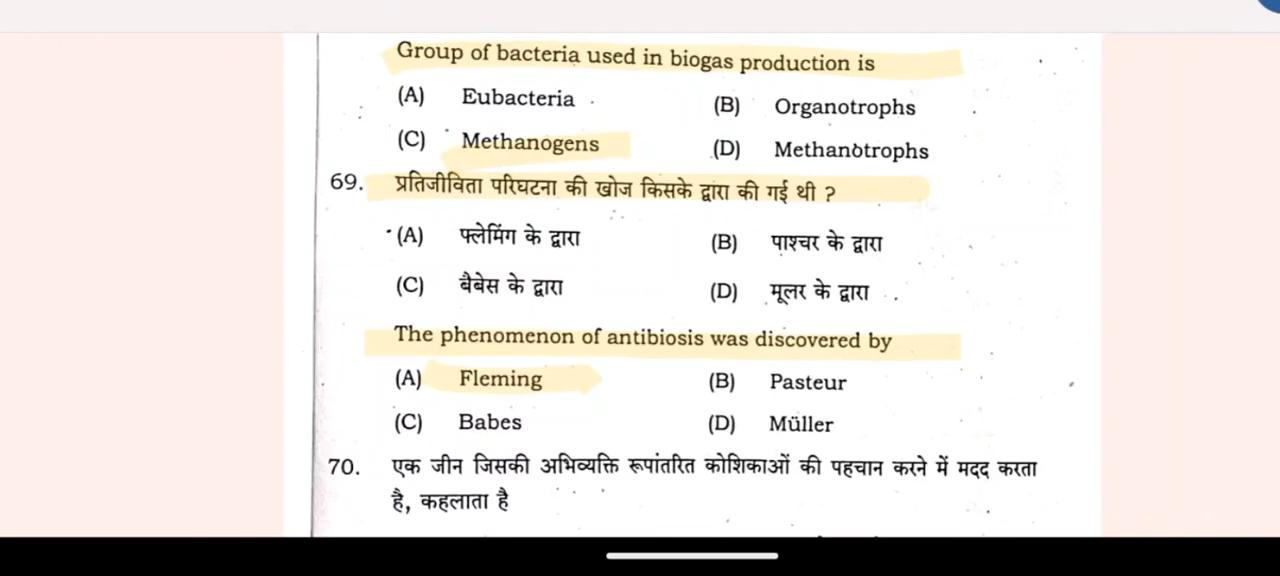 Group of bacteria used in biogas production is
(A) Eubacteria (B) Organotrophs
(C) Methanogens (D) Methanotrophs
69. प्रतिजीविता परिघटना की खोज किसके द्वारा की गई थी ?
(A) फ्लेमिंग के द्वारा (B) पाश्चर के द्वारा
(C) बैबेस के द्वारा (D) मूलर के द्वारा
The phenomenon of antibiosis was discovered by
(A) Fleming (B) Pasteur
(C) Babes (D) Müller
70. एक जीन जिसकी अभिव्यक्ति रूपांतरित कोशिकाओं की पहचान करने में मदद करता
है, कहलाता है